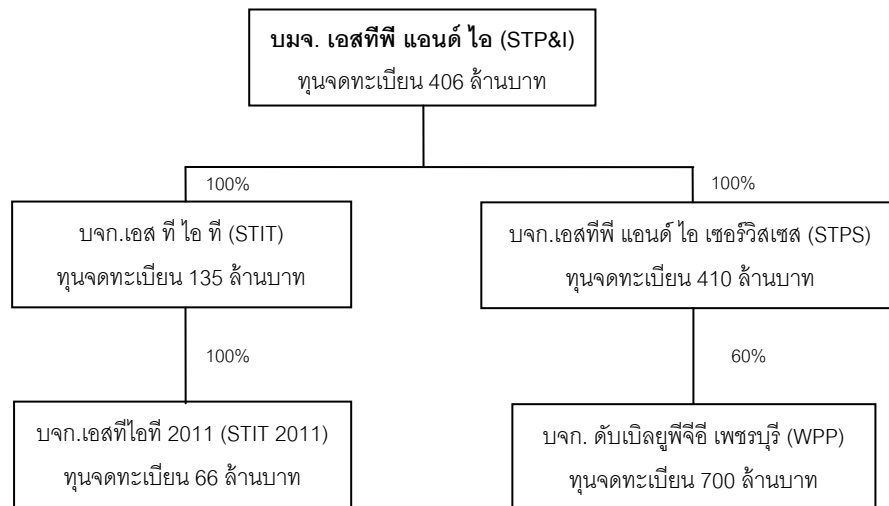 บมจ. เอสทีพี แอนด์ ไอ (STP&I)
ทุนจดทะเบียน 406 ล้านบาท
100%
100%
บจก.เอส ที ไอ ที (STIT)
ทุนจดทะเบียน 135 ล้านบาท
บจก.เอสทีพี แอนด์ ไอ เซอร์วิสเซส (STPS)
ทุนจดทะเบียน 410 ล้านบาท
100%
60%
บจก.เอสทีไอที 2011 (STIT 2011)
ทุนจดทะเบียน 66 ล้านบาท
บจก. ดับเบิลยูพีจีอี เพชรบุรี (WPP)
ทุนจดทะเบียน 700 ล้านบาท